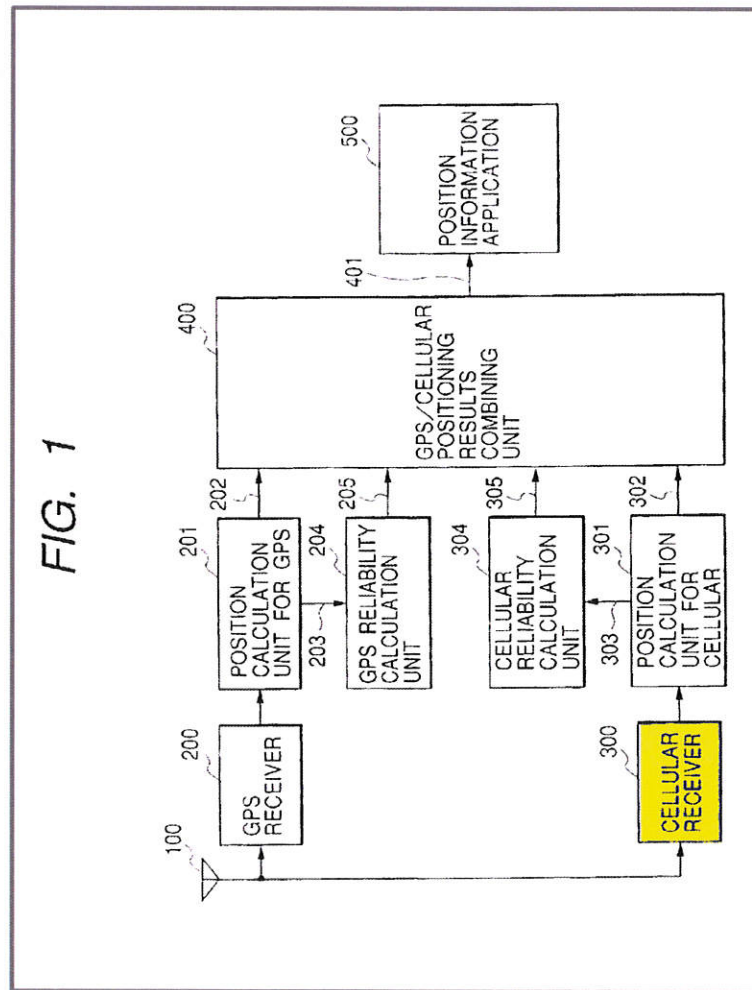 FIG. 1
100
200
GPS
RECEIVER
201
POSITION
CALCULATION
UNIT FOR GPS
202
203
204
GPS RELIABILITY
CALCULATION
UNIT
205
400
GPS/CELLULAR
POSITIONING
RESULTS
COMBINING
UNIT
401
500
POSITION
INFORMATION
APPLICATION
304
CELLULAR
RELIABILITY
CALCULATION
UNIT
305
303
300
CELLULAR
RECEIVER
301
POSITION
CALCULATION
UNIT FOR
CELLULAR
302